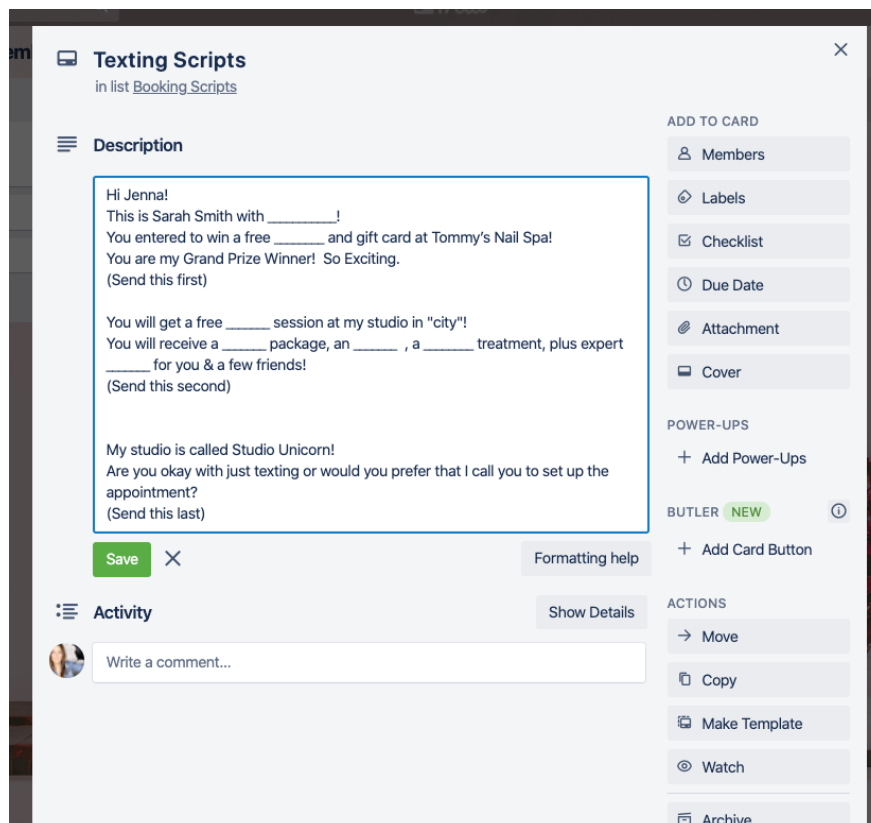 em
Texting Scripts
in list Booking Scripts
Description
Hi Jenna!
This is Sarah Smith with ___________!
You entered to win a free ________ and gift card at Tommy's Nail Spa!
You are my Grand Prize Winner!  So Exciting.
(Send this first)
You will get a free _______ session at my studio in "city"!
You will receive a _______ package, an _______  , a ________ treatment, plus expert
_______ for you & a few friends!
(Send this second)
My studio is called Studio Unicorn!
Are you okay with just texting or would you prefer that I call you to set up the
appointment?
(Send this last)
Save
Formatting help
Activity
Show Details
Write a comment...
ADD TO CARD
Members
Labels
Checklist
Due Date
Attachment
Cover
POWER-UPS
+ Add Power-Ups
BUTLER NEW
+ Add Card Button
ACTIONS
Move
Copy
Make Template
Watch
Archive